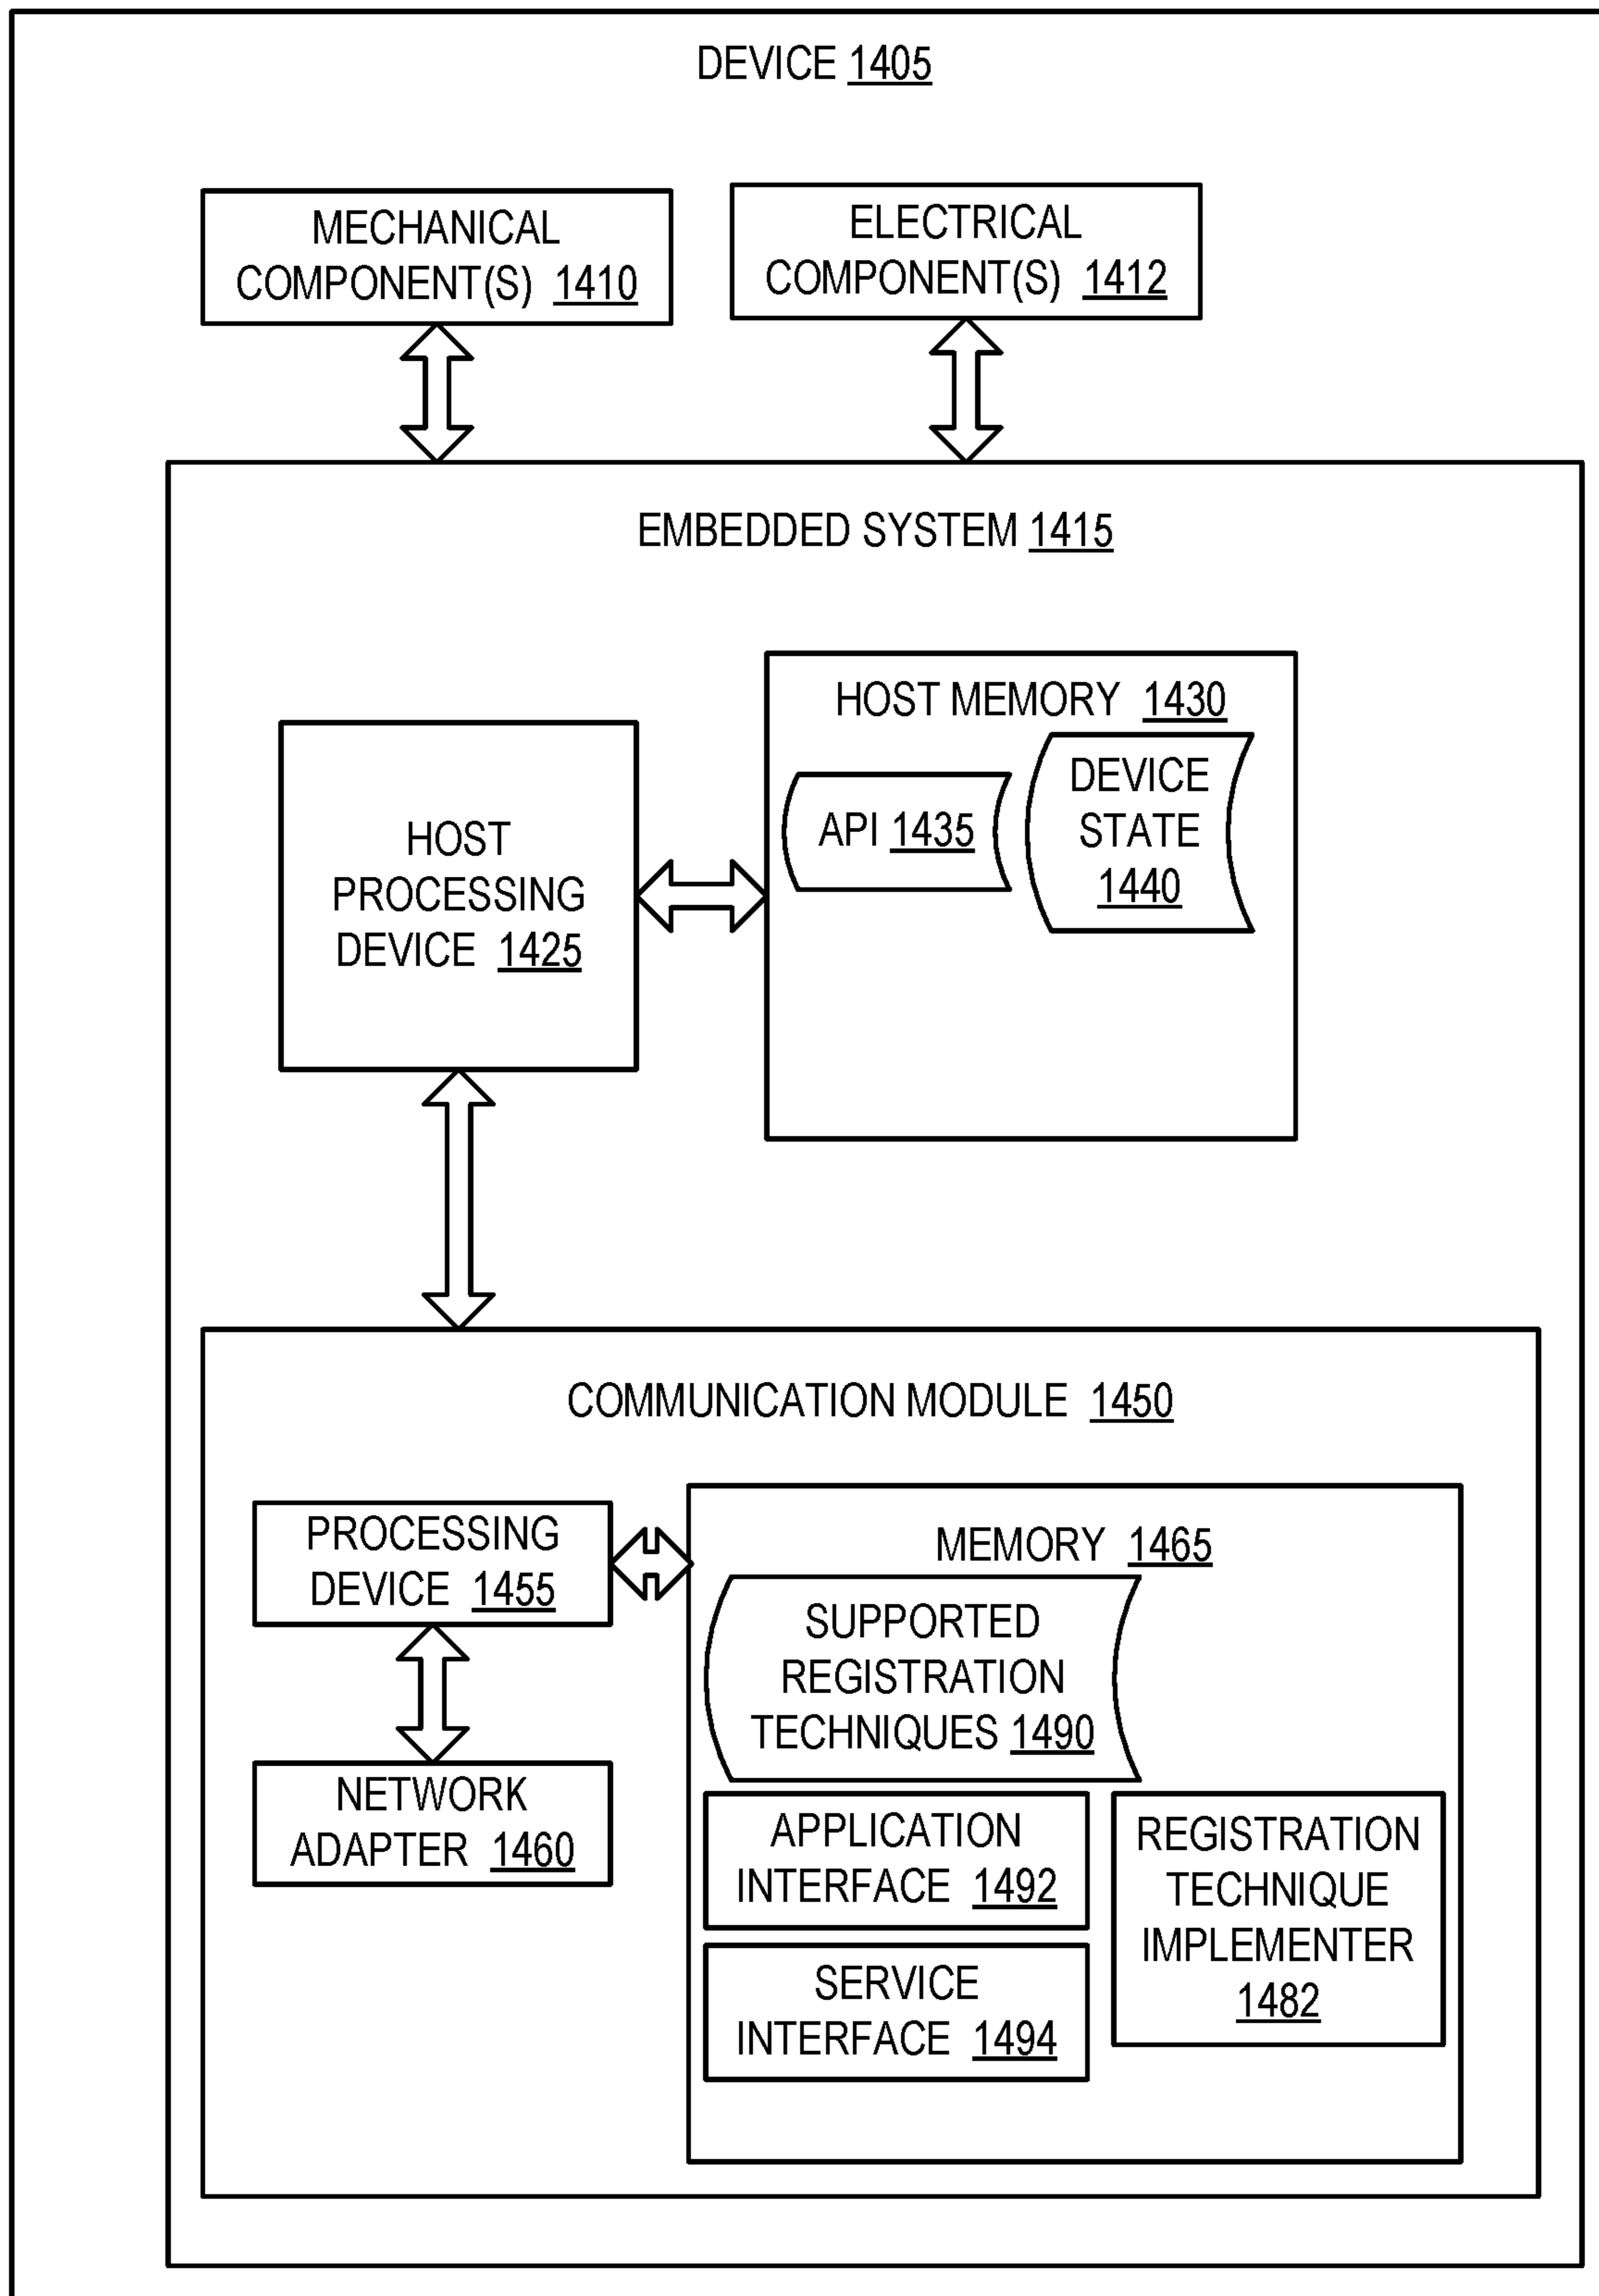 DEVICE 1405
MECHANICAL
COMPONENT(S) 1410
ELECTRICAL
COMPONENT(S) 1412
EMBEDDED SYSTEM 1415
HOST MEMORY 1430
API 1435
DEVICE
STATE
1440
HOST
PROCESSING
DEVICE 1425
COMMUNICATION MODULE 1450
PROCESSING
DEVICE 1455
NETWORK
ADAPTER 1460
MEMORY 1465
SUPPORTED
REGISTRATION
TECHNIQUES 1490
APPLICATION
INTERFACE 1492
SERVICE
INTERFACE 1494
REGISTRATION
TECHNIQUE
IMPLEMENTER
1482